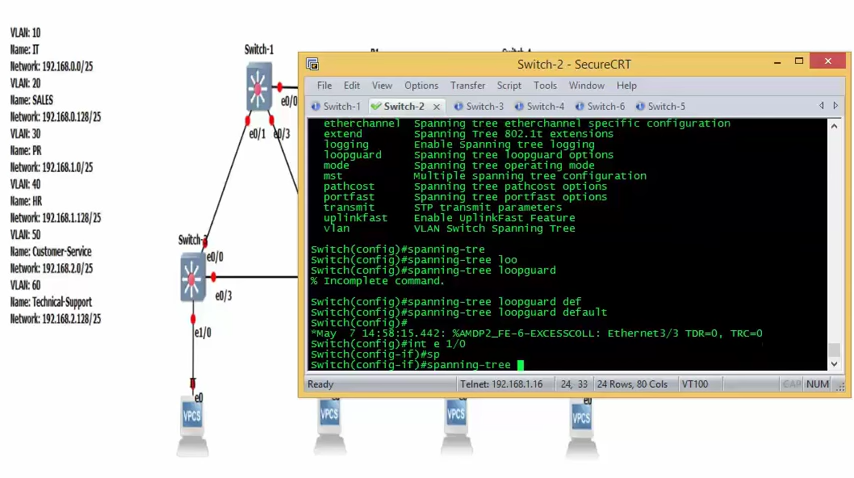 VLAN: 10
Name: IT
Network: 192.168.0.0/25
VLAN: 20
Name: SALES
Network: 192.168.0.128/25
VLAN: 30
Name: PR
Network: 192.168.1.0/25
VLAN: 40
Name: HR
Network: 192.168.1.128/25
VLAN: 50
Name: Customer-Service
Network: 192.168.2.0/25
VLAN: 60
Name: Technical-Support
Network: 192.168.2.128/25
Switch-1
e0/0
e0/1
e0/3
Switch-
e0/0
e0/3
e1/0
e0
VPCS
VPCS
VPCS
e0
VPCS
Switch-2 - SecureCRT
File Edit View Options Transfer Script Tools Window Help
Switch-1 Switch-2 Switch-3 Switch-4 Switch-6 Switch-5
etherchannel Spanning tree etherchannel specific configuration
extend Spanning Tree 802.1t extensions
logging Enable Spanning tree logging
loopguard Spanning tree loopguard options
mode Spanning tree operating mode
mst Multiple spanning tree configuration
pathcost Spanning tree pathcost options
portfast Spanning tree portfast options
transmit STP transmit parameters
uplinkfast Enable UplinkFast Feature
vlan VLAN Switch Spanning Tree
Switch(config)#spanning-tre
Switch(config)#spanning-tree loo
Switch(config)#spanning-tree loopguard
% Incomplete command.
Switch(config)#spanning-tree loopguard def
Switch(config)#spanning-tree loopguard default
Switch(config)#
*May 7 14:58:15.442: %AMDP2_FE-6-EXCESSCOLL: Ethernet3/3 TDR=0, TRC=0
Switch(config)#int e 1/0
Switch(config-if)#sp
Switch(config-if)#spanning-tree
Ready Telnet: 192.168.1.16 24, 33 24 Rows, 80 Cols VT100 CAP NUM